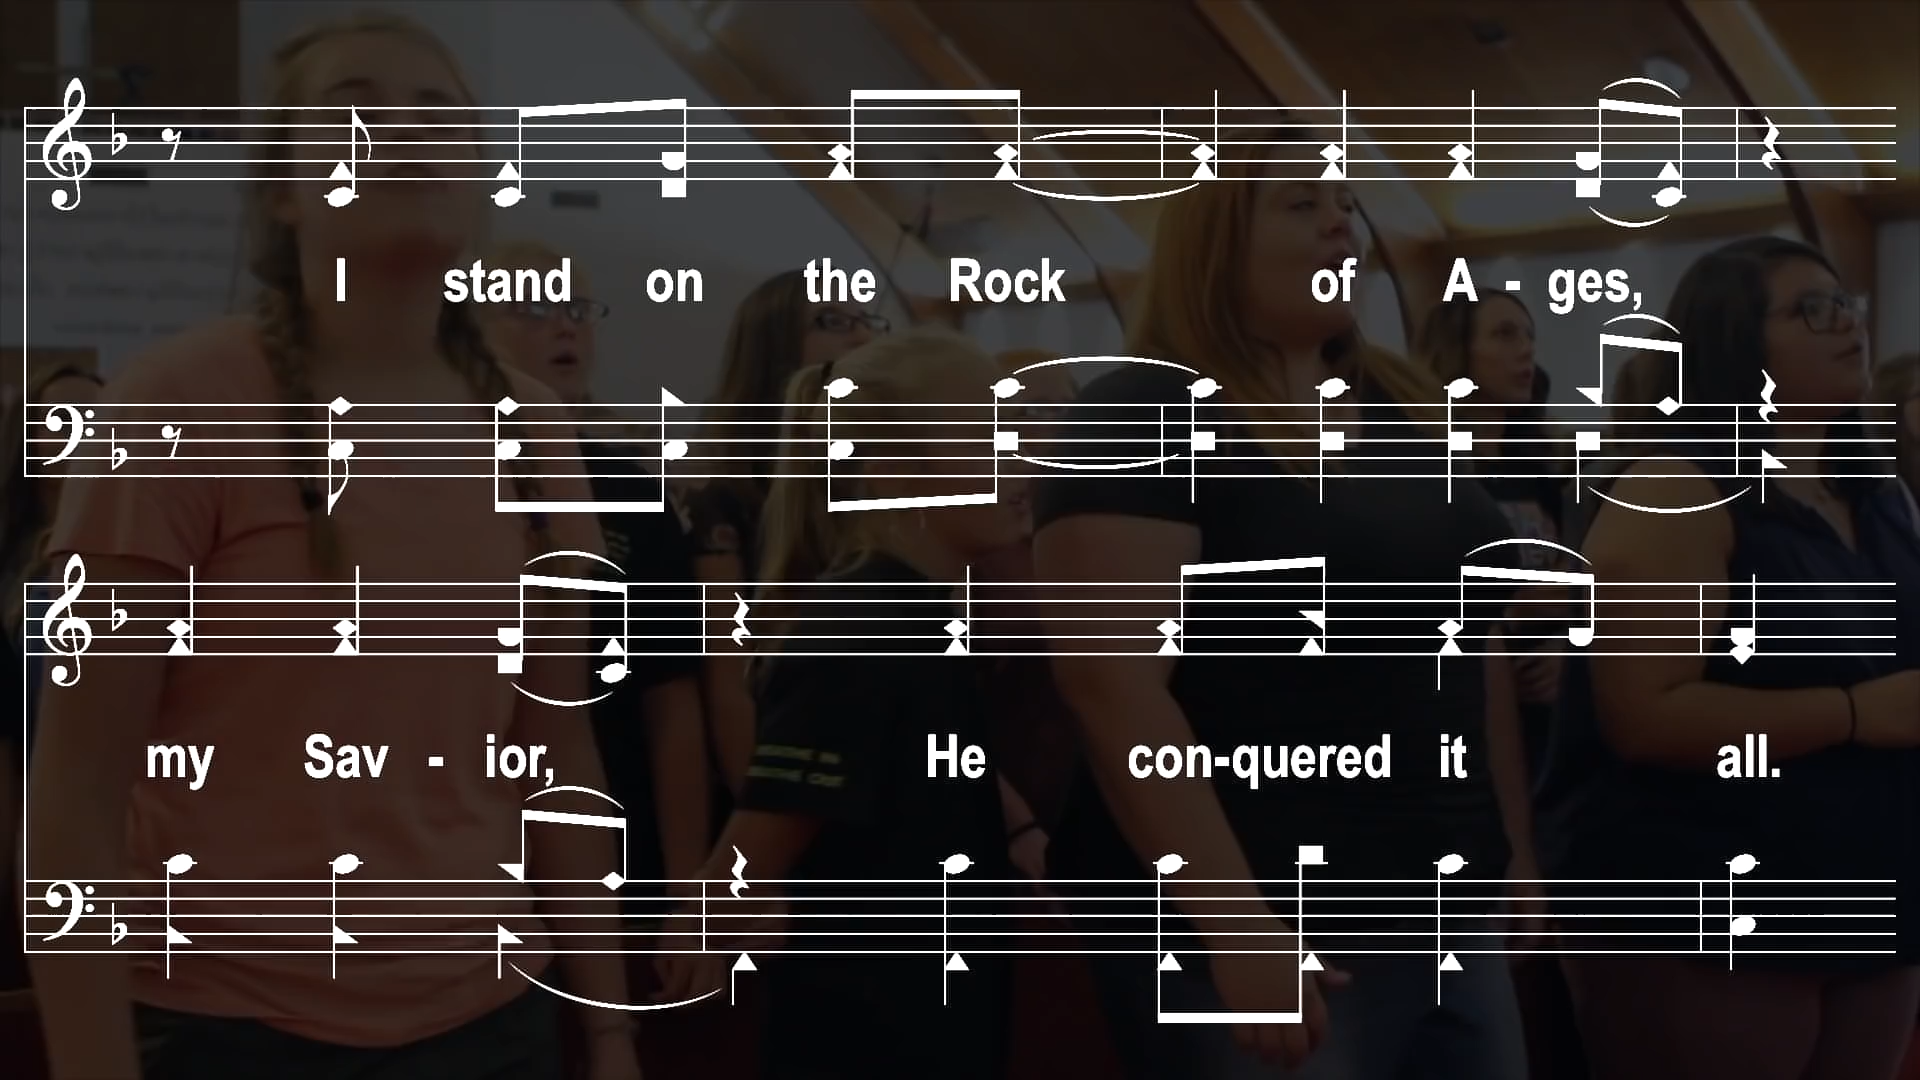 I stand on the Rock of A - ges,
my Sav - ior, He con-quered it all.